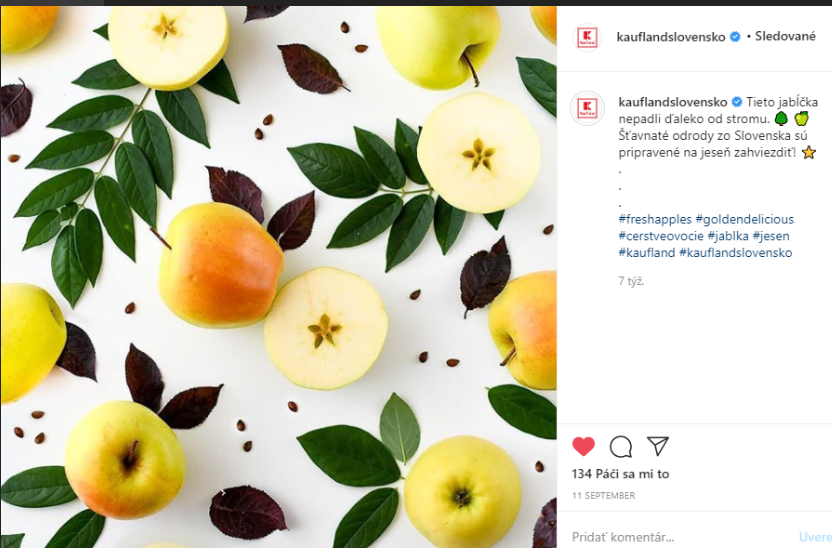 kauflandslovensko • Sledované
kauflandslovensko Tieto jabĺčka
nepadli ďaleko od stromu. 🌳 🍏
Šťavnaté odrody zo Slovenska sú
pripravené na jeseň zahviezdiť! ⭐
.
.
.
#freshapples #goldendelicious
#cerstveovocie #jablka #jesen
#kaufland #kauflandslovensko
7 týž.
134 Páči sa mi to
11 SEPTEMBER
Pridať komentár... Uvere